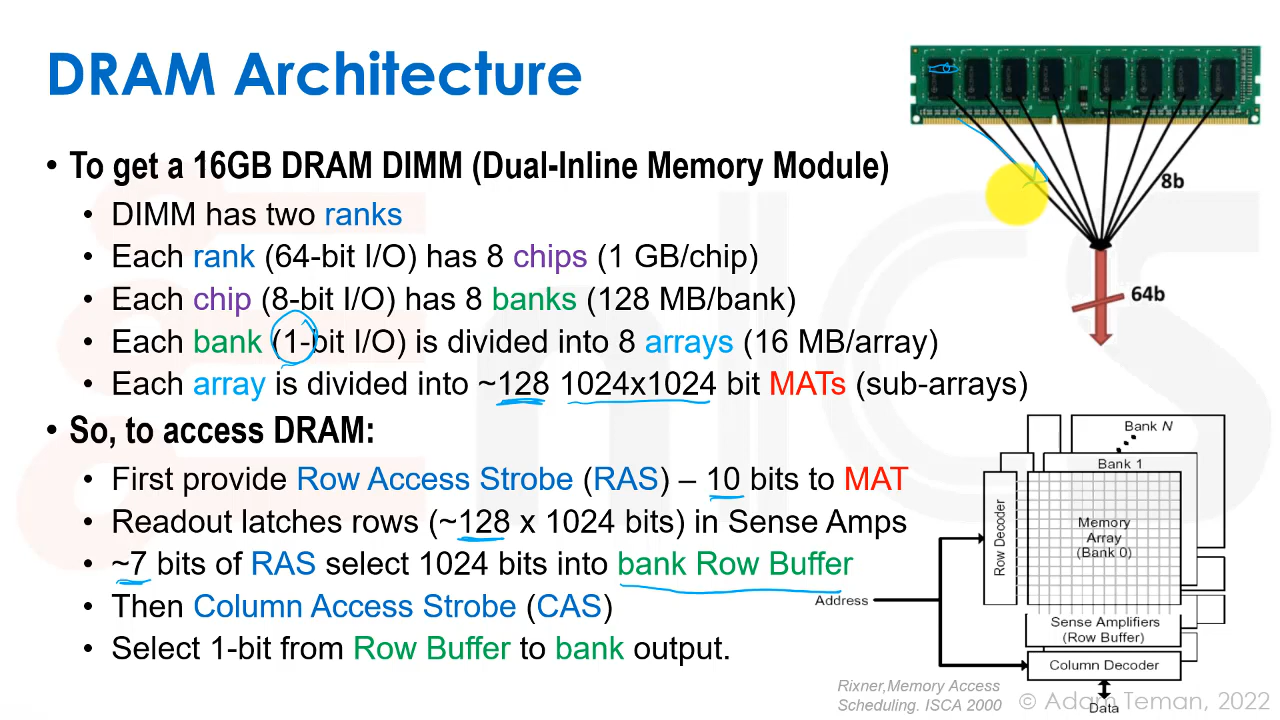 DRAM Architecture
• To get a 16GB DRAM DIMM (Dual-Inline Memory Module)
• DIMM has two ranks
• Each rank (64-bit I/O) has 8 chips (1 GB/chip)
• Each chip (8-bit I/O) has 8 banks (128 MB/bank)
• Each bank (1-bit I/O) is divided into 8 arrays (16 MB/array)
• Each array is divided into ~128 1024x1024 bit MATs (sub-arrays)
• So, to access DRAM:
• First provide Row Access Strobe (RAS) – 10 bits to MAT
• Readout latches rows (~128 x 1024 bits) in Sense Amps
• ~7 bits of RAS select 1024 bits into bank Row Buffer
• Then Column Access Strobe (CAS)
• Select 1-bit from Row Buffer to bank output.
8b
64b
Bank N
Bank 1
Row Decoder
Memory
Array
(Bank 0)
Address
Sense Amplifiers
(Row Buffer)
Column Decoder
Data
Rixner,Memory Access
Scheduling. ISCA 2000
© Adam Teman, 2022